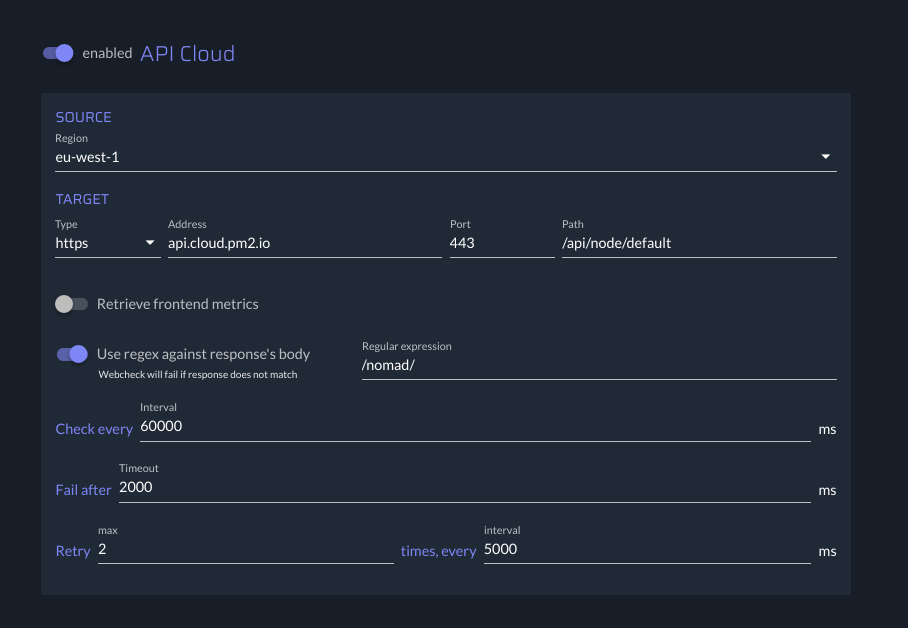 enabled API Cloud
SOURCE
Region
eu-west-1
TARGET
Type Address Port Path
https api.cloud.pm2.io 443 /api/node/default
Retrieve frontend metrics
Use regex against response's body
Webcheck will fail if response does not match
Regular expression
/nomad/
Interval
Check every 60000 ms
Timeout
Fail after 2000 ms
max interval
Retry 2 times, every 5000 ms